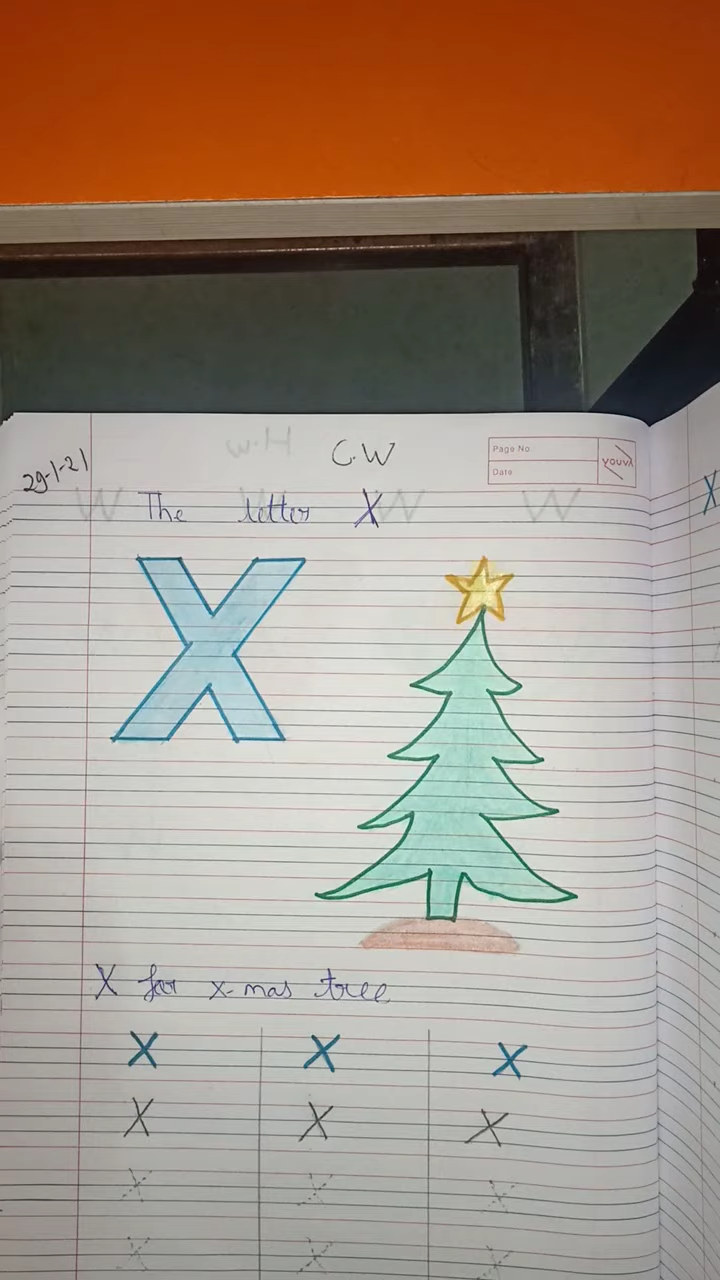 29-1-21
C.W
Page No
Date
YOUVA
The letter X
X
X for x-mas tree
X X X
X X X
X X X
X X X